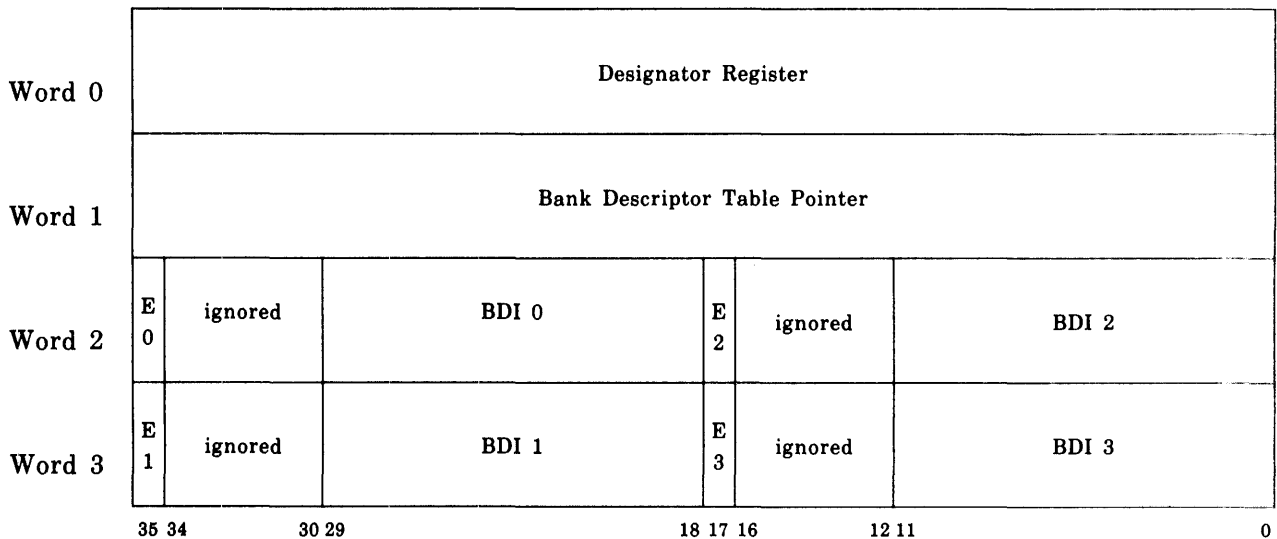 Word 0 Designator Register
Word 1 Bank Descriptor Table Pointer
Word 2 E 0 ignored BDI 0 E 2 ignored BDI 2
Word 3 E 1 ignored BDI 1 E 3 ignored BDI 3
35 34 30 29 18 17 16 12 11 0